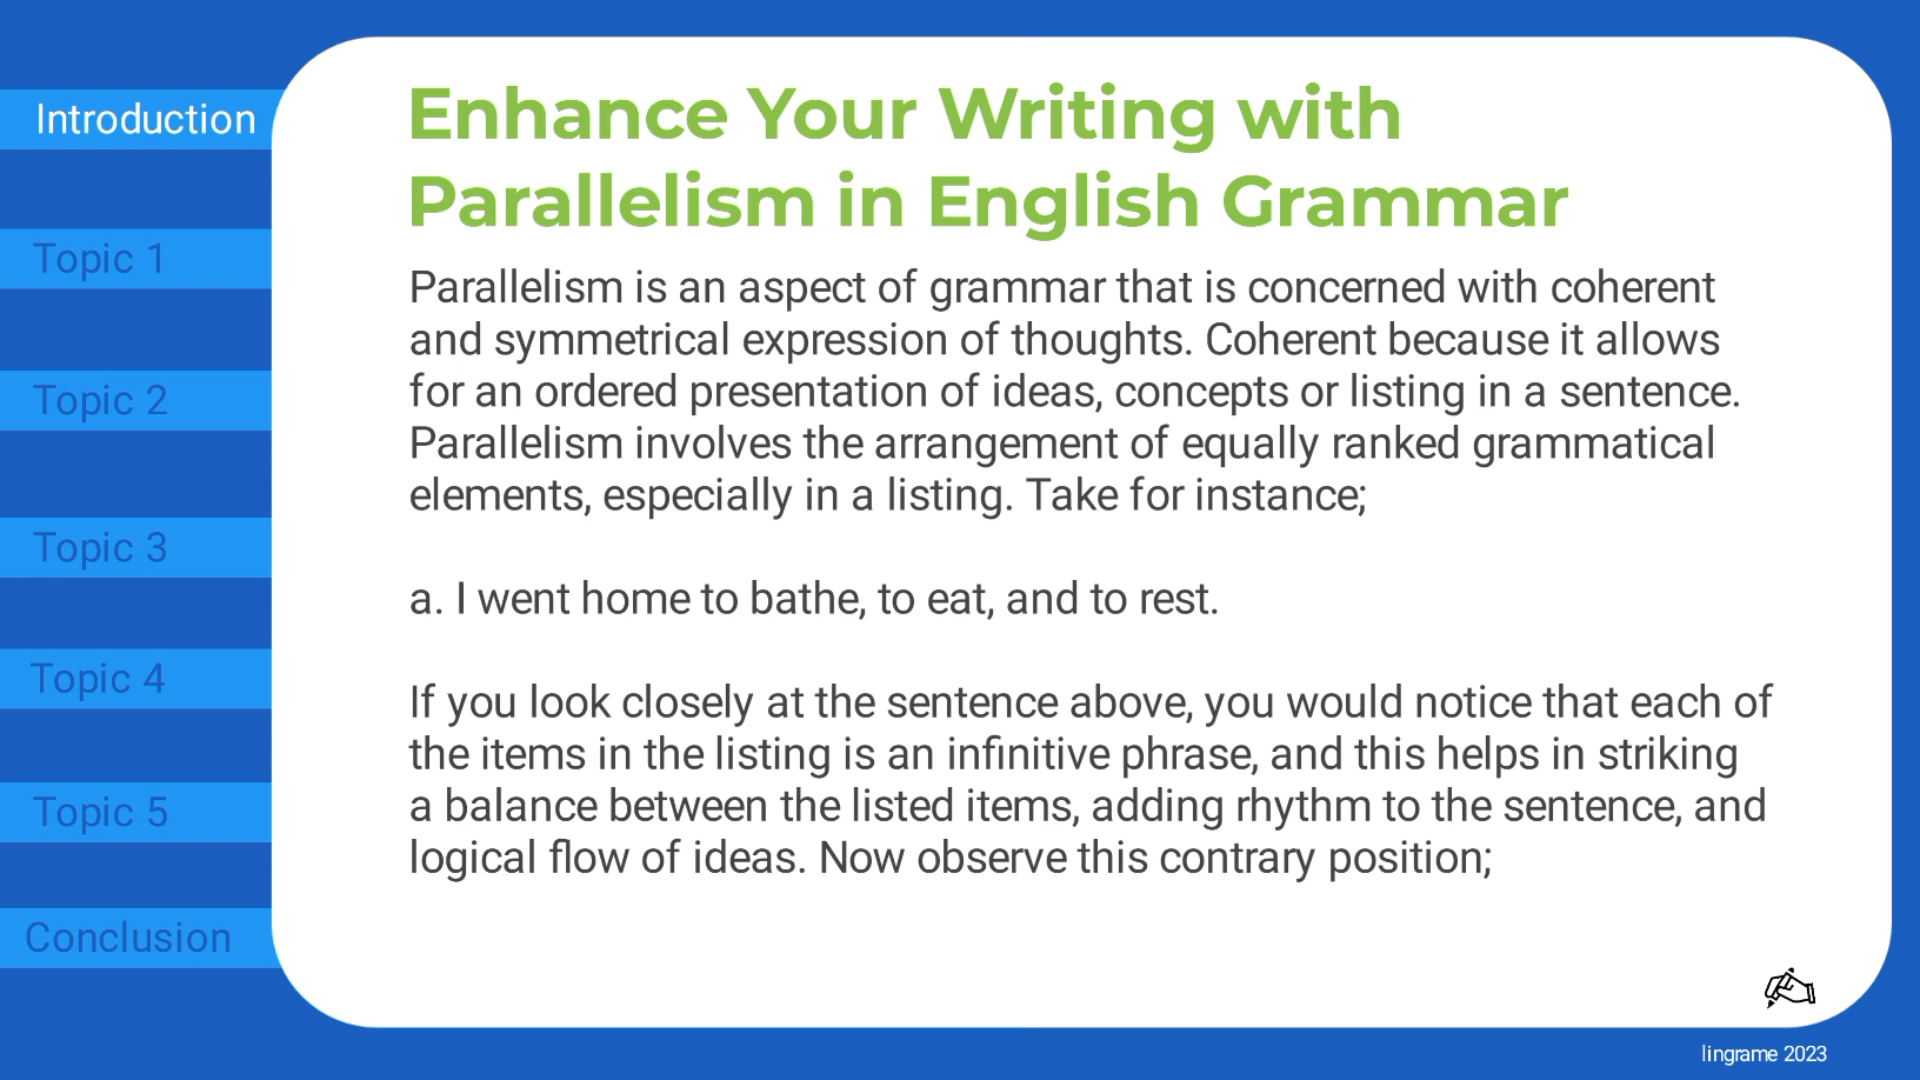 Introduction
Topic 1
Topic 2
Topic 3
Topic 4
Topic 5
Conclusion
Enhance Your Writing with
Parallelism in English Grammar
Parallelism is an aspect of grammar that is concerned with coherent
and symmetrical expression of thoughts. Coherent because it allows
for an ordered presentation of ideas, concepts or listing in a sentence.
Parallelism involves the arrangement of equally ranked grammatical
elements, especially in a listing. Take for instance;
a. I went home to bathe, to eat, and to rest.
If you look closely at the sentence above, you would notice that each of
the items in the listing is an infinitive phrase, and this helps in striking
a balance between the listed items, adding rhythm to the sentence, and
logical flow of ideas. Now observe this contrary position;
lingrame 2023